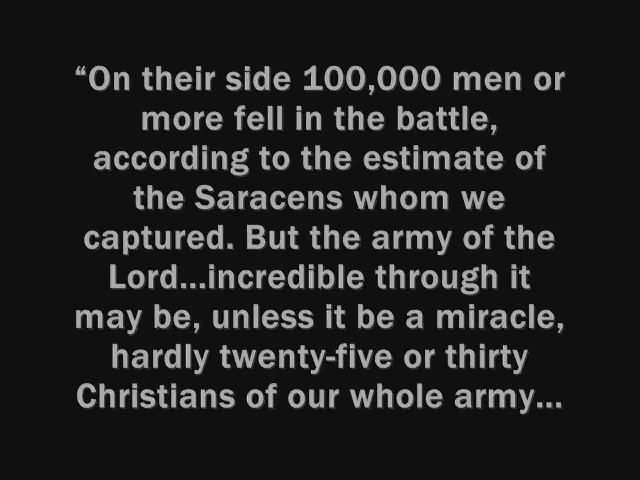 “On their side 100,000 men or
more fell in the battle,
according to the estimate of
the Saracens whom we
captured. But the army of the
Lord...incredible through it
may be, unless it be a miracle,
hardly twenty-five or thirty
Christians of our whole army...